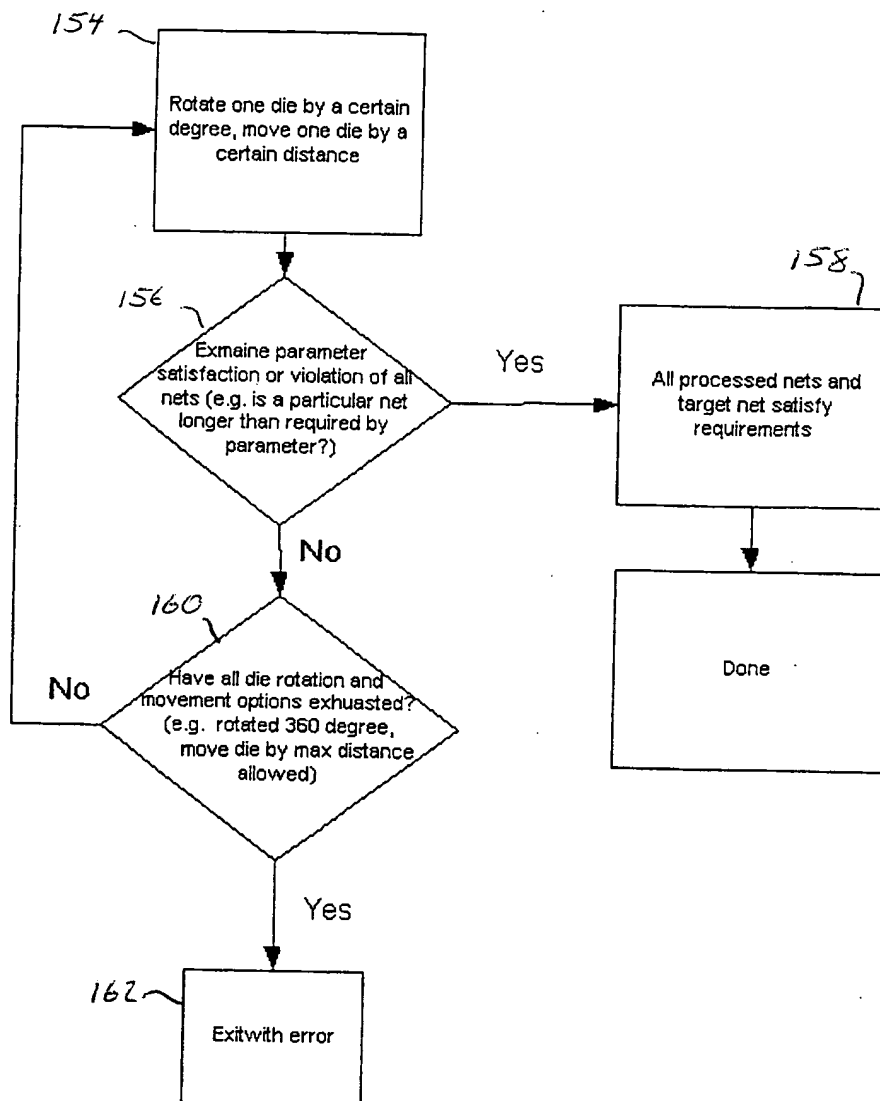 154
Rotate one die by a certain
degree, move one die by a
certain distance
156
Exmaine parameter
satisfaction or violation of all
nets (e.g. is a particular net
longer than required by
parameter?)
Yes
158
All processed nets and
target net satisfy
requirements
No
Done
160
Have all die rotation and
movement options exhuasted?
(e.g. rotated 360 degree,
move die by max distance
allowed)
No
Yes
162
Exitwith error